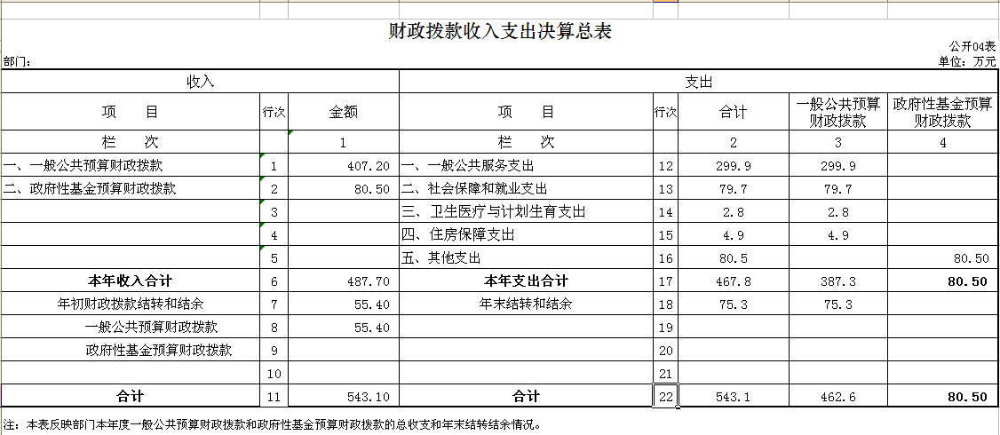 财政拨款收入支出决算总表
公开04表
部门： 单位：万元
收入 支出
项 目 行次 金额 项 目 行次 合计 一般公共预算财政拨款 政府性基金预算财政拨款
栏 次 1 栏 次 2 3 4
一、一般公共预算财政拨款 1 407.20 一、一般公共服务支出 12 299.9 299.9
二、政府性基金预算财政拨款 2 80.50 二、社会保障和就业支出 13 79.7 79.7
3 三、卫生医疗与计划生育支出 14 2.8 2.8
4 四、住房保障支出 15 4.9 4.9
5 五、其他支出 16 80.5 80.50
本年收入合计 6 487.70 本年支出合计 17 467.8 387.3 80.50
年初财政拨款结转和结余 7 55.40 年末结转和结余 18 75.3 75.3
一般公共预算财政拨款 8 55.40 19
政府性基金预算财政拨款 9 20
10 21
合计 11 543.10 合计 22 543.1 462.6 80.50
注：本表反映部门本年度一般公共预算财政拨款和政府性基金预算财政拨款的总收支和年末结转结余情况。